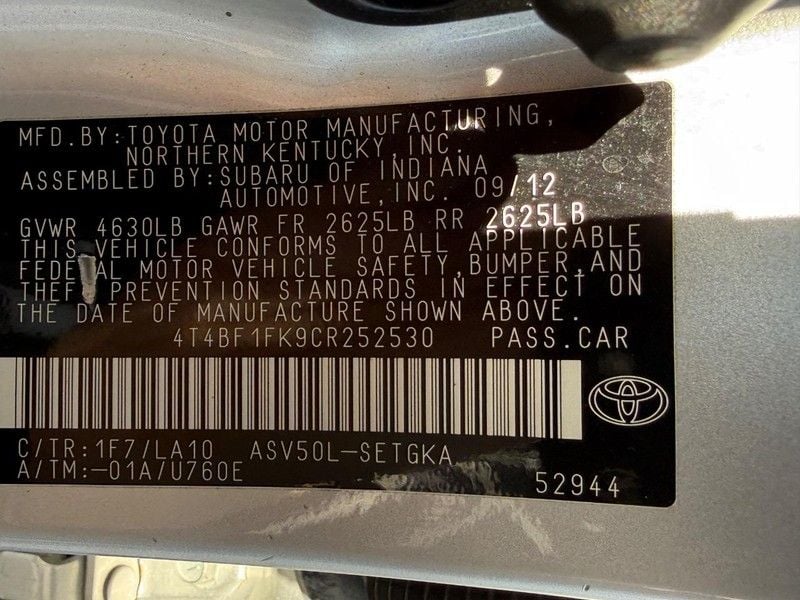 MFD.BY:TOYOTA MOTOR MANUFACTURING,
NORTHERN KENTUCKY,INC.
ASSEMBLED BY:SUBARU OF INDIANA
AUTOMOTIVE,INC. 09/12
GVWR 4630LB GAWR FR 2625LB RR 2625LB
THIS VEHICLE CONFORMS TO ALL APPLICABLE
FEDERAL MOTOR VEHICLE SAFETY,BUMPER,AND
THEFT PREVENTION STANDARDS IN EFFECT ON
THE DATE OF MANUFACTURE SHOWN ABOVE.
4T4BF1FK9CR252530 PASS.CAR
C/TR:1F7/LA10 ASV50L-SETGKA
A/TM:-01A/U760E
52944